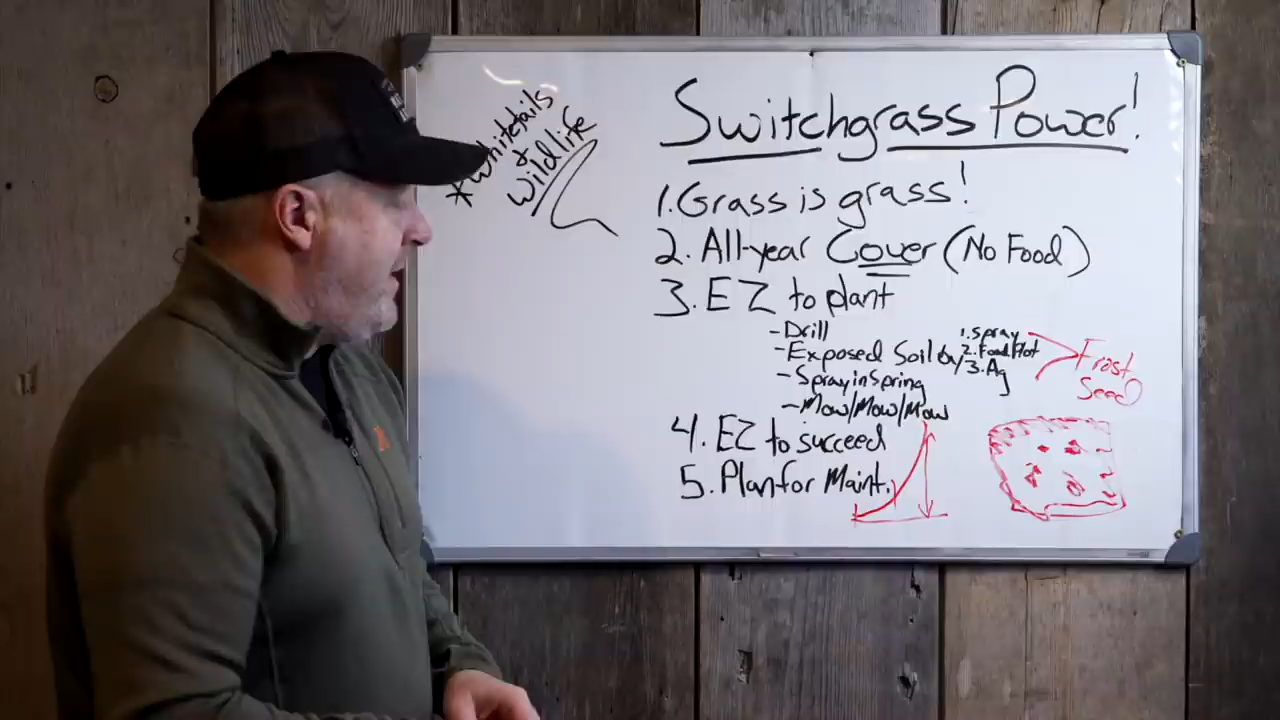 *Whitetails
&
Wildlife
Switchgrass Power!
1. Grass is grass!
2. All-year Cover (No Food)
3. EZ to plant
- Drill
- Exposed Soil by 1. Spray
2. Food Plot
3. Ag
- Spray in Spring
- Mow/Mow/Mow
Frost
Seed
4. EZ to succeed
5. Plan for Maint.